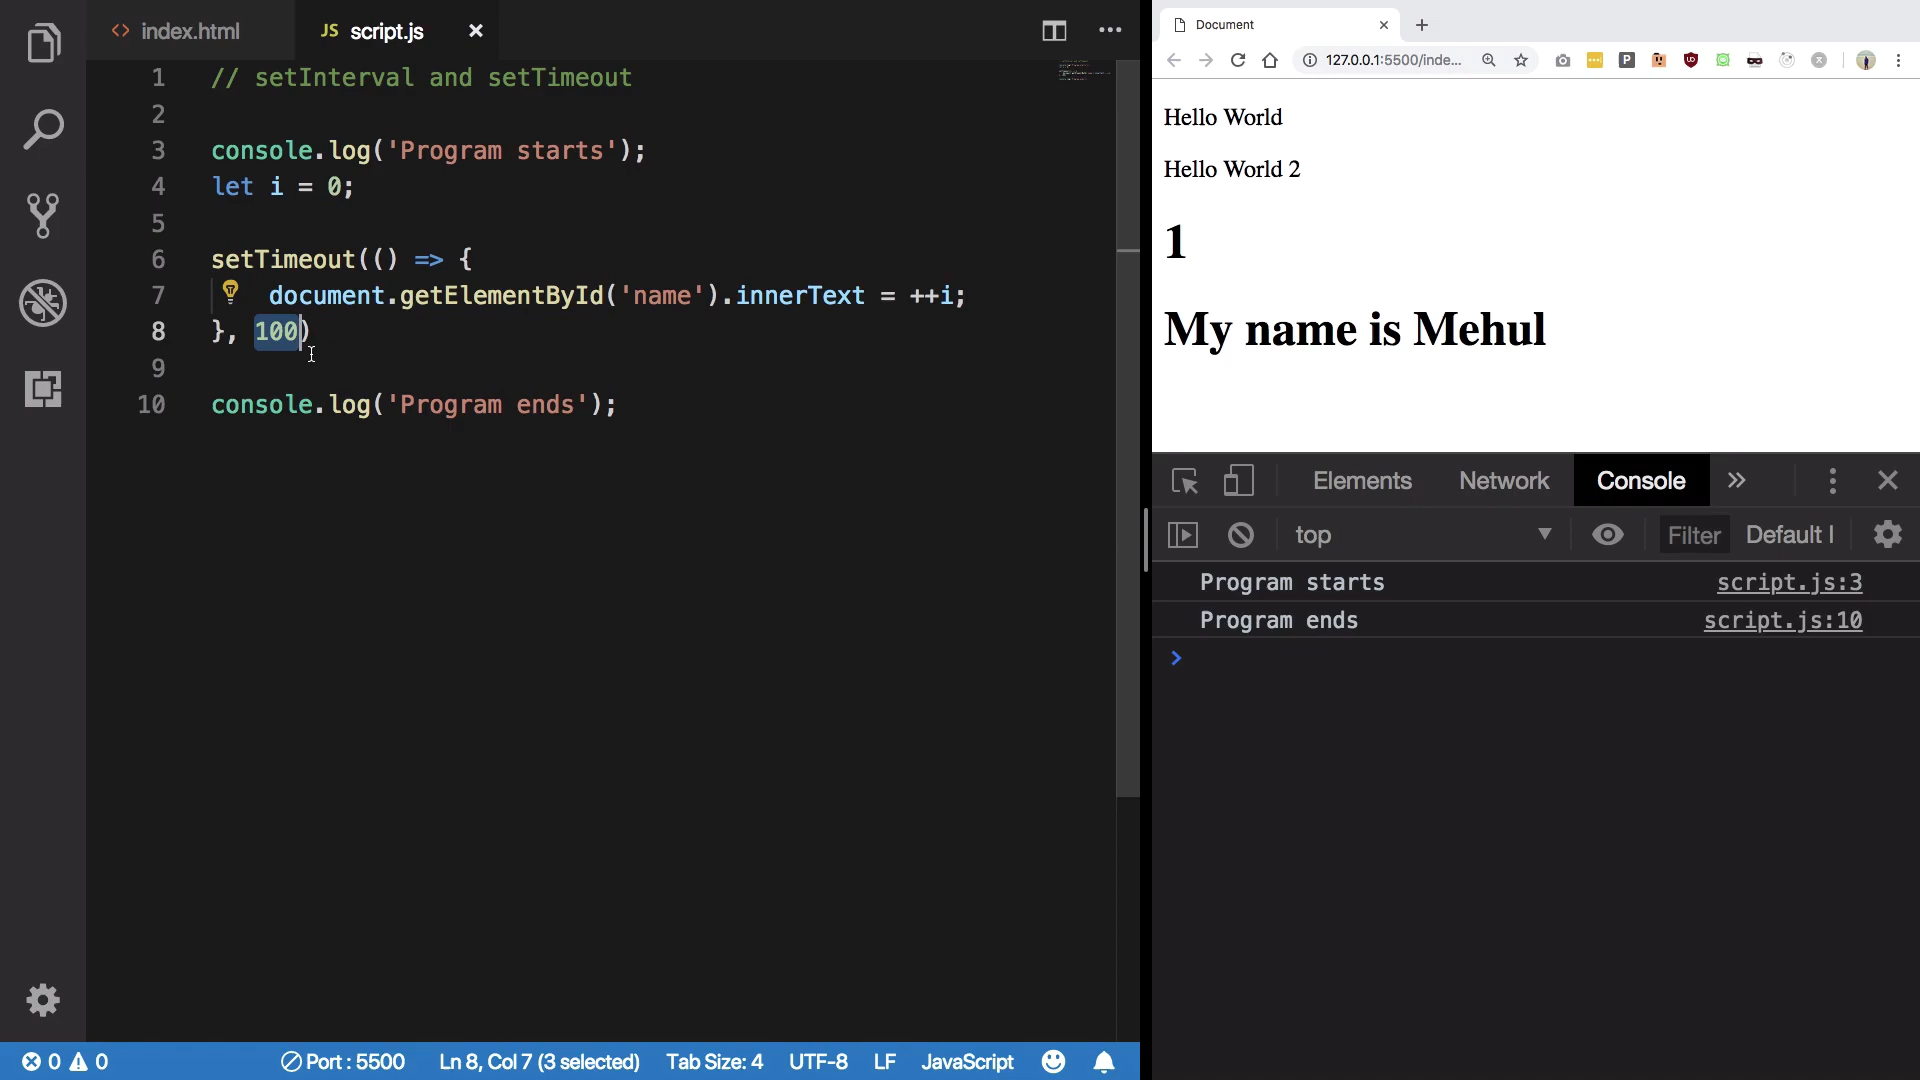 index.html
JS script.js
1 // setInterval and setTimeout
2
3 console.log('Program starts');
4 let i = 0;
5
6 setTimeout(() => {
7 document.getElementById('name').innerText = ++i;
8 }, 100)
9
10 console.log('Program ends');
0 0 Port : 5500 Ln 8, Col 7 (3 selected) Tab Size: 4 UTF-8 LF JavaScript
Document
127.0.0.1:5500/inde...
Hello World
Hello World 2
1
My name is Mehul
Elements Network Console
top Filter Default l
Program starts script.js:3
Program ends script.js:10